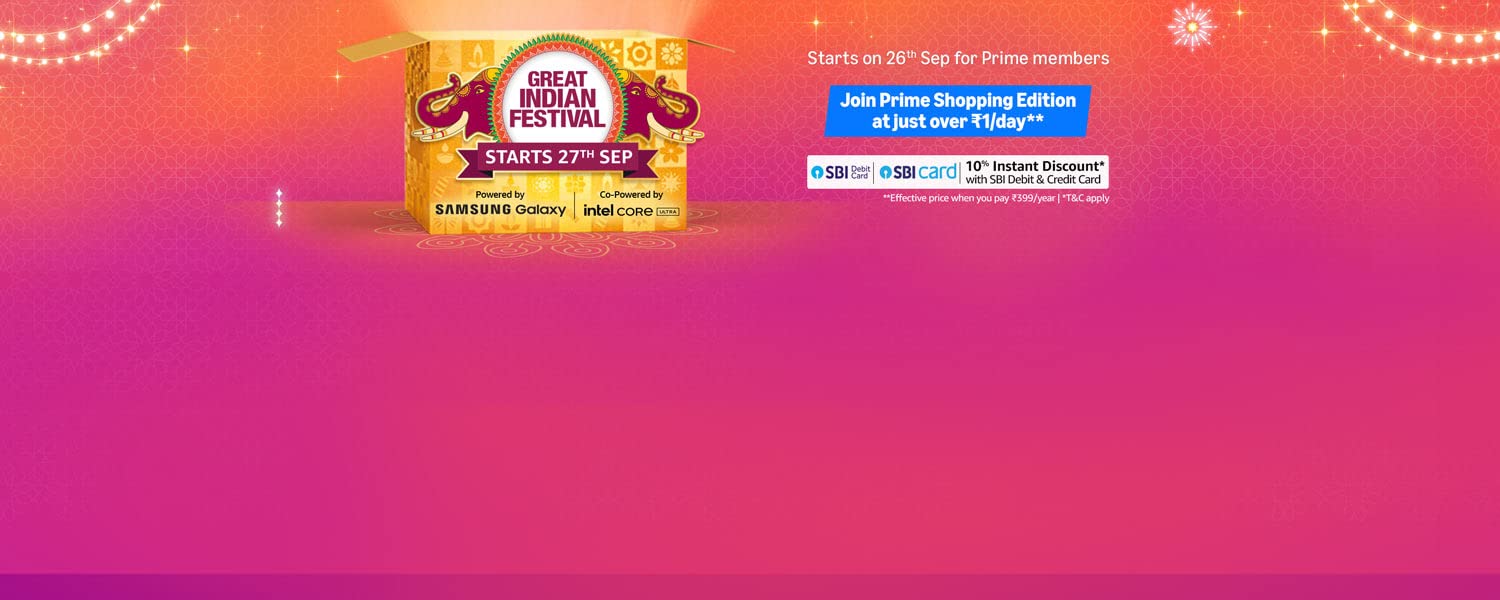 GREAT
INDIAN
FESTIVAL
STARTS 27TH SEP
Powered by
SAMSUNG Galaxy
Co-Powered by
intel CORE ULTRA
Starts on 26th Sep for Prime members
Join Prime Shopping Edition
at just over ₹1/day**
SBI Debit Card
SBI card
10% Instant Discount*
with SBI Debit & Credit Card
**Effective price when you pay ₹399/year | *T&C apply